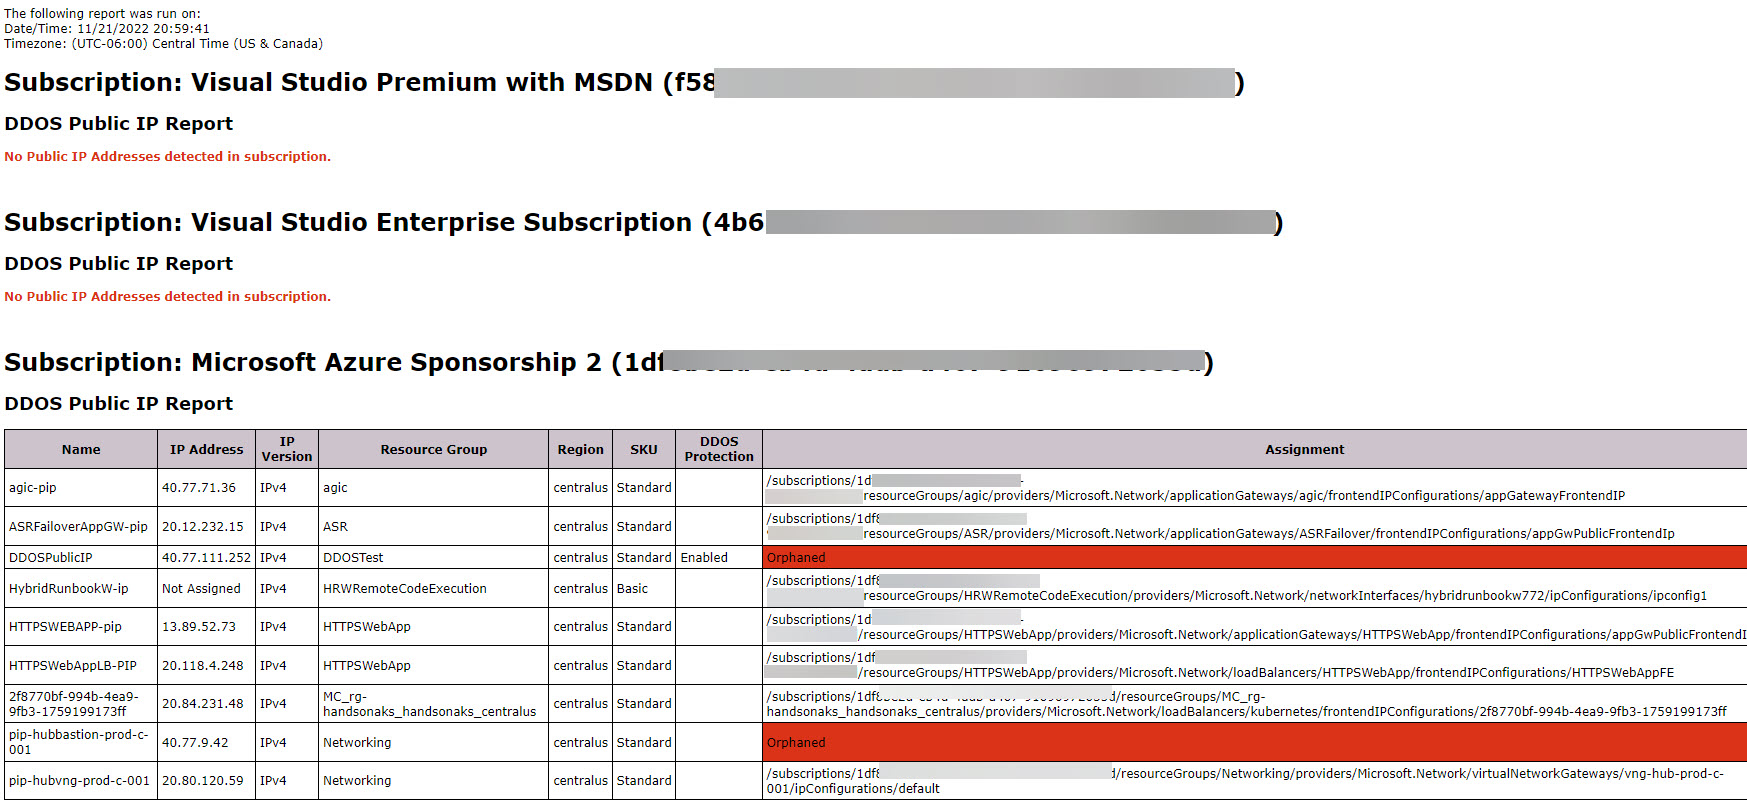 The following report was run on:
Date/Time: 11/21/2022 20:59:41
Timezone: (UTC-06:00) Central Time (US & Canada)
Subscription: Visual Studio Premium with MSDN (f58 )
DDOS Public IP Report
No Public IP Addresses detected in subscription.
Subscription: Visual Studio Enterprise Subscription (4b6 )
DDOS Public IP Report
No Public IP Addresses detected in subscription.
Subscription: Microsoft Azure Sponsorship 2 (1df )
DDOS Public IP Report
Name IP Address IP Version Resource Group Region SKU DDOS Protection Assignment
agic-pip 40.77.71.36 IPv4 agic centralus Standard /subscriptions/1d -
resourceGroups/agic/providers/Microsoft.Network/applicationGateways/agic/frontendIPConfigurations/appGatewayFrontendIP
ASRFailoverAppGW-pip 20.12.232.15 IPv4 ASR centralus Standard /subscriptions/1df
resourceGroups/ASR/providers/Microsoft.Network/applicationGateways/ASRFailover/frontendIPConfigurations/appGwPublicFrontendIp
DDOSPublicIP 40.77.111.252 IPv4 DDOSTest centralus Standard Enabled Orphaned
HybridRunbookW-ip Not Assigned IPv4 HRWRemoteCodeExecution centralus Basic /subscriptions/1df
resourceGroups/HRWRemoteCodeExecution/providers/Microsoft.Network/networkInterfaces/hybridrunbookw772/ipConfigurations/ipconfig1
HTTPSWEBAPP-pip 13.89.52.73 IPv4 HTTPSWebApp centralus Standard /subscriptions/1d -
/resourceGroups/HTTPSWebApp/providers/Microsoft.Network/applicationGateways/HTTPSWebApp/frontendIPConfigurations/appGwPublicFrontendI
HTTPSWebAppLB-PIP 20.118.4.248 IPv4 HTTPSWebApp centralus Standard /subscriptions/1df
/resourceGroups/HTTPSWebApp/providers/Microsoft.Network/loadBalancers/HTTPSWebApp/frontendIPConfigurations/HTTPSWebAppFE
2f8770bf-994b-4ea9- 20.84.231.48 IPv4 MC_rg- centralus Standard /subscriptions/1df d/resourceGroups/MC_rg-
9fb3-1759199173ff handsonaks_handsonaks_centralus handsonaks_handsonaks_centralus/providers/Microsoft.Network/loadBalancers/kubernetes/frontendIPConfigurations/2f8770bf-994b-4ea9-9fb3-1759199173ff
pip-hubbastion-prod-c- 40.77.9.42 IPv4 Networking centralus Standard Orphaned
001
pip-hubvng-prod-c-001 20.80.120.59 IPv4 Networking centralus Standard /subscriptions/1df d/resourceGroups/Networking/providers/Microsoft.Network/virtualNetworkGateways/vng-hub-prod-c-
001/ipConfigurations/default